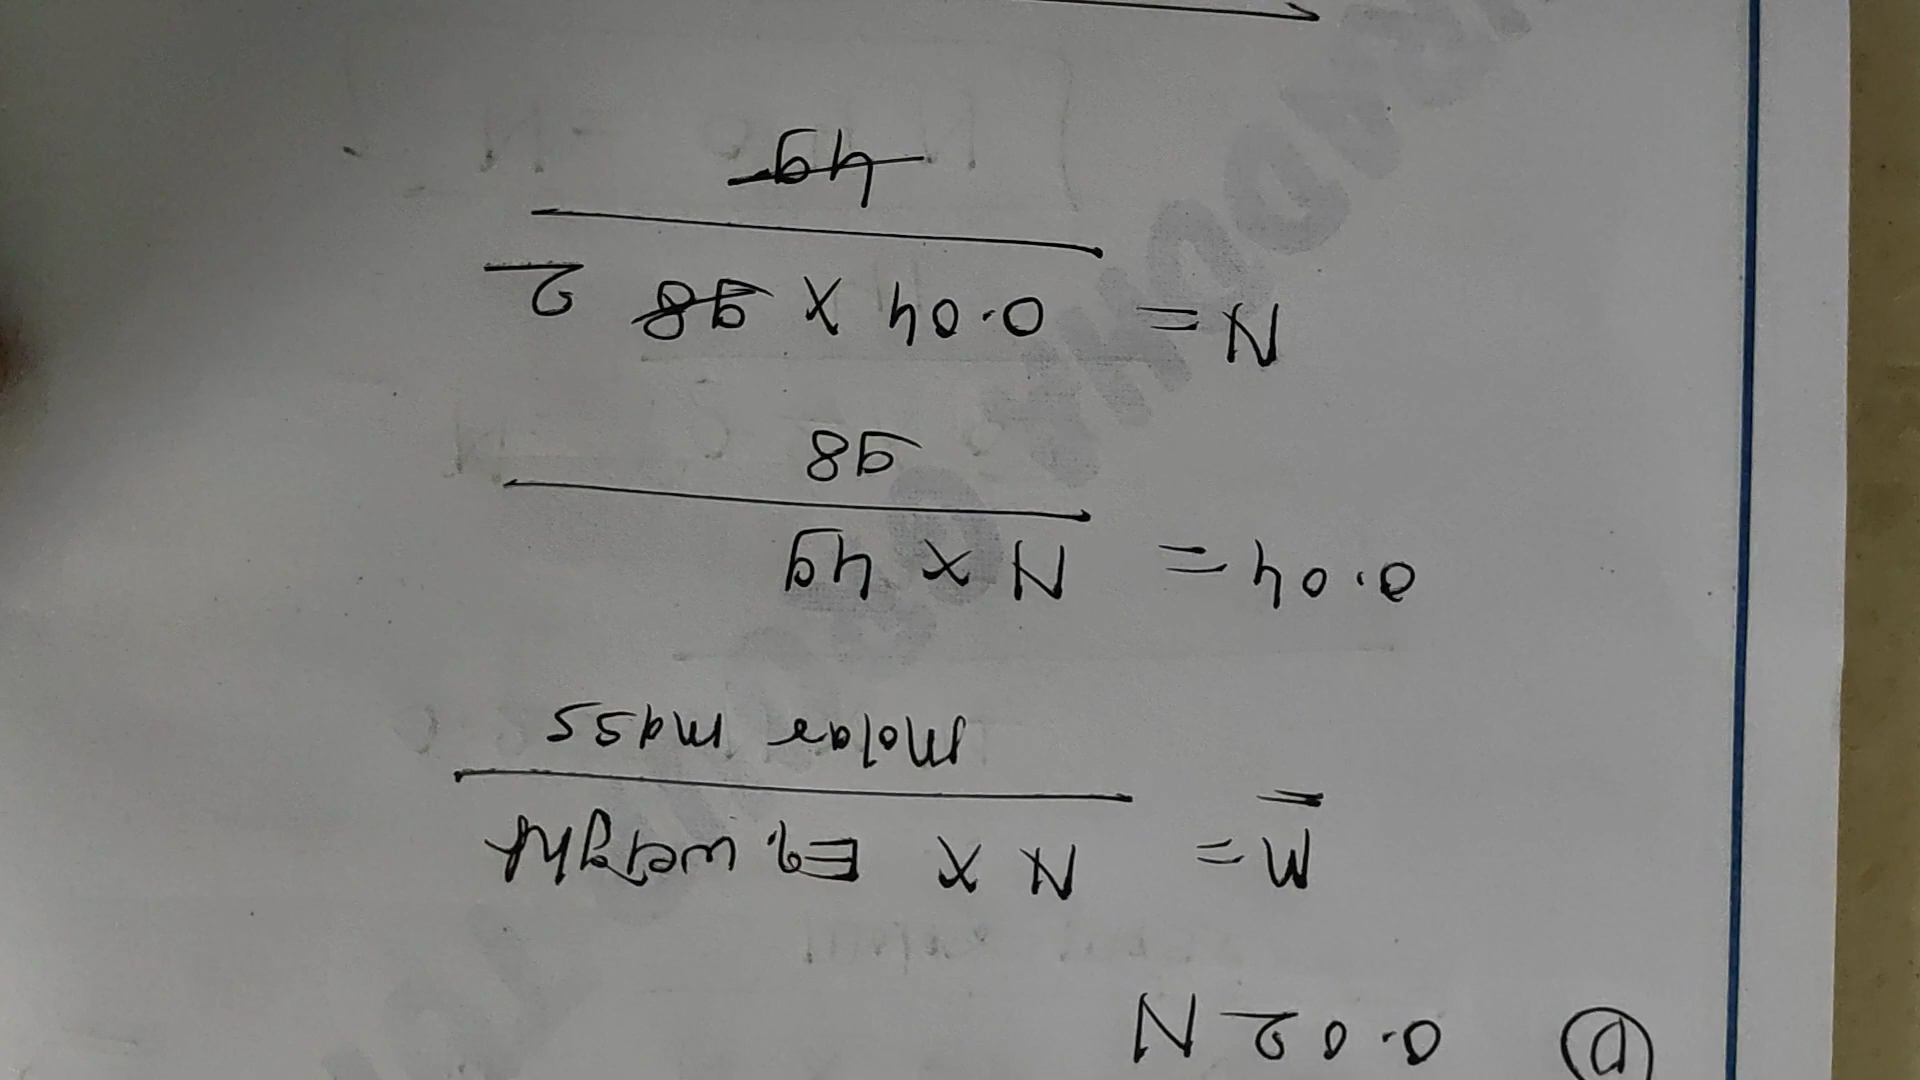 (D) 0.02 N
M = N x Eq. weight
molar mass
0.04 = N x 49
98
N = 0.04 x 98 2
49